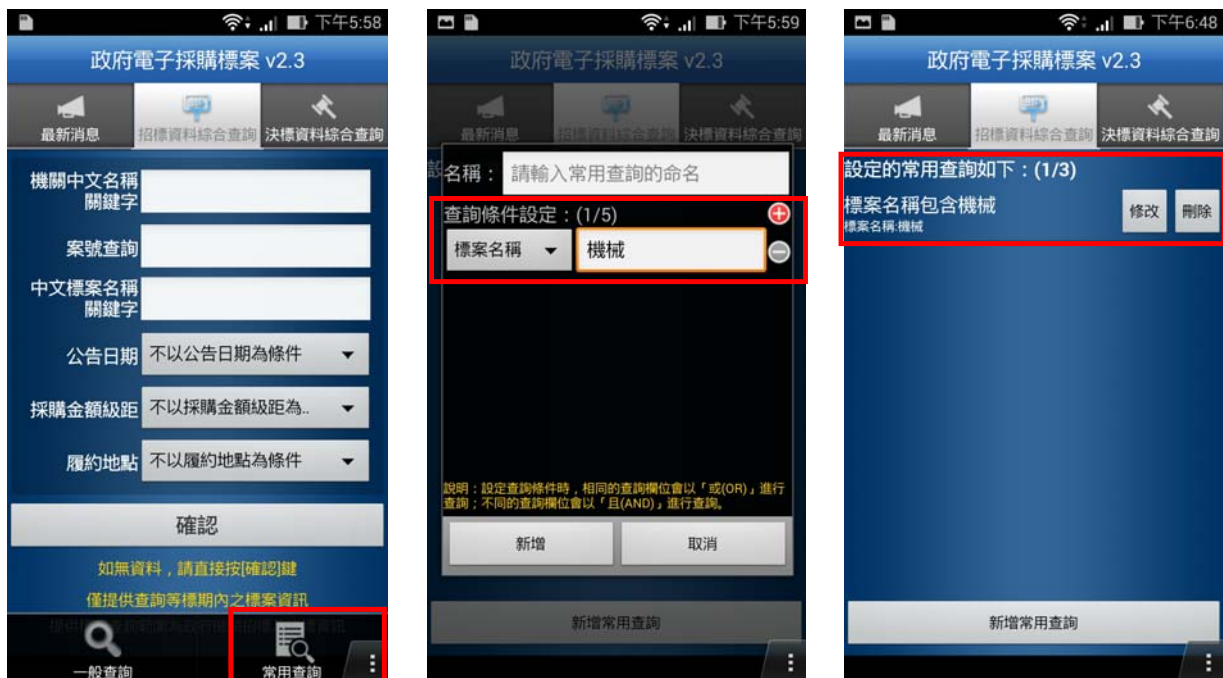 下午5:58
政府電子採購標案 v2.3
最新消息
招標資料綜合查詢
決標資料綜合查詢
機關中文名稱
關鍵字
案號查詢
中文標案名稱
關鍵字
公告日期
不以公告日期為條件
採購金額級距
不以採購金額級距為..
履約地點
不以履約地點為條件
確認
如無資料，請直接按[確認]鍵
僅提供查詢等標期內之標案資訊
一般查詢
常用查詢
下午5:59
政府電子採購標案 v2.3
最新消息
招標資料綜合查詢
決標資料綜合查詢
設
名稱：
請輸入常用查詢的命名
查詢條件設定：(1/5)
標案名稱
機械
說明：設定查詢條件時，相同的查詢欄位會以「或(OR)」進行
查詢；不同的查詢欄位會以「且(AND)」進行查詢。
新增
取消
新增常用查詢
下午6:48
政府電子採購標案 v2.3
最新消息
招標資料綜合查詢
決標資料綜合查詢
設定的常用查詢如下：(1/3)
標案名稱包含機械
標案名稱:機械
修改
刪除
新增常用查詢